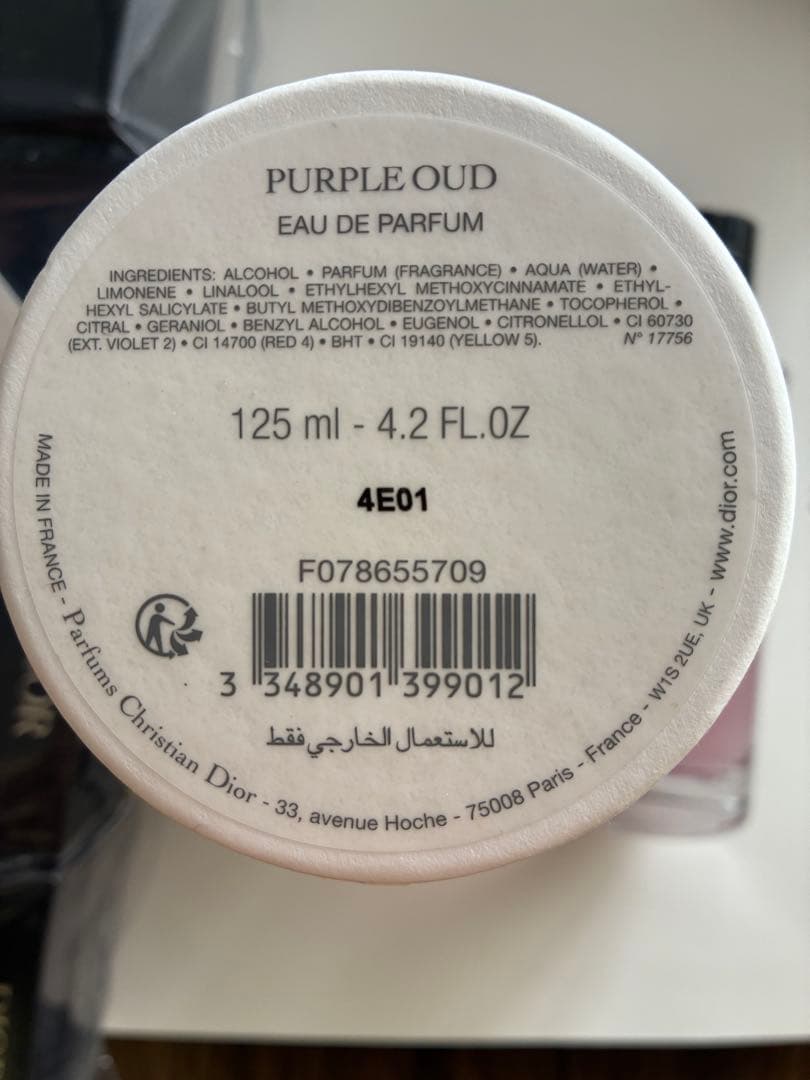 PURPLE OUD
EAU DE PARFUM
INGREDIENTS: ALCOHOL • PARFUM (FRAGRANCE) • AQUA (WATER) •
LIMONENE • LINALOOL • ETHYLHEXYL METHOXYCINNAMATE • ETHYL-
HEXYL SALICYLATE • BUTYL METHOXYDIBENZOYLMETHANE • TOCOPHEROL •
CITRAL • GERANIOL • BENZYL ALCOHOL • EUGENOL • CITRONELLOL • CI 60730
(EXT. VIOLET 2) • CI 14700 (RED 4) • BHT • CI 19140 (YELLOW 5). N° 17756
125 ml - 4.2 FL.OZ
4E01
F078655709
3 348901 399012
للاستعمال الخارجي فقط
MADE IN FRANCE - Parfums Christian Dior - 33, avenue Hoche - 75008 Paris - France - W1S 2UE, UK - www.dior.com